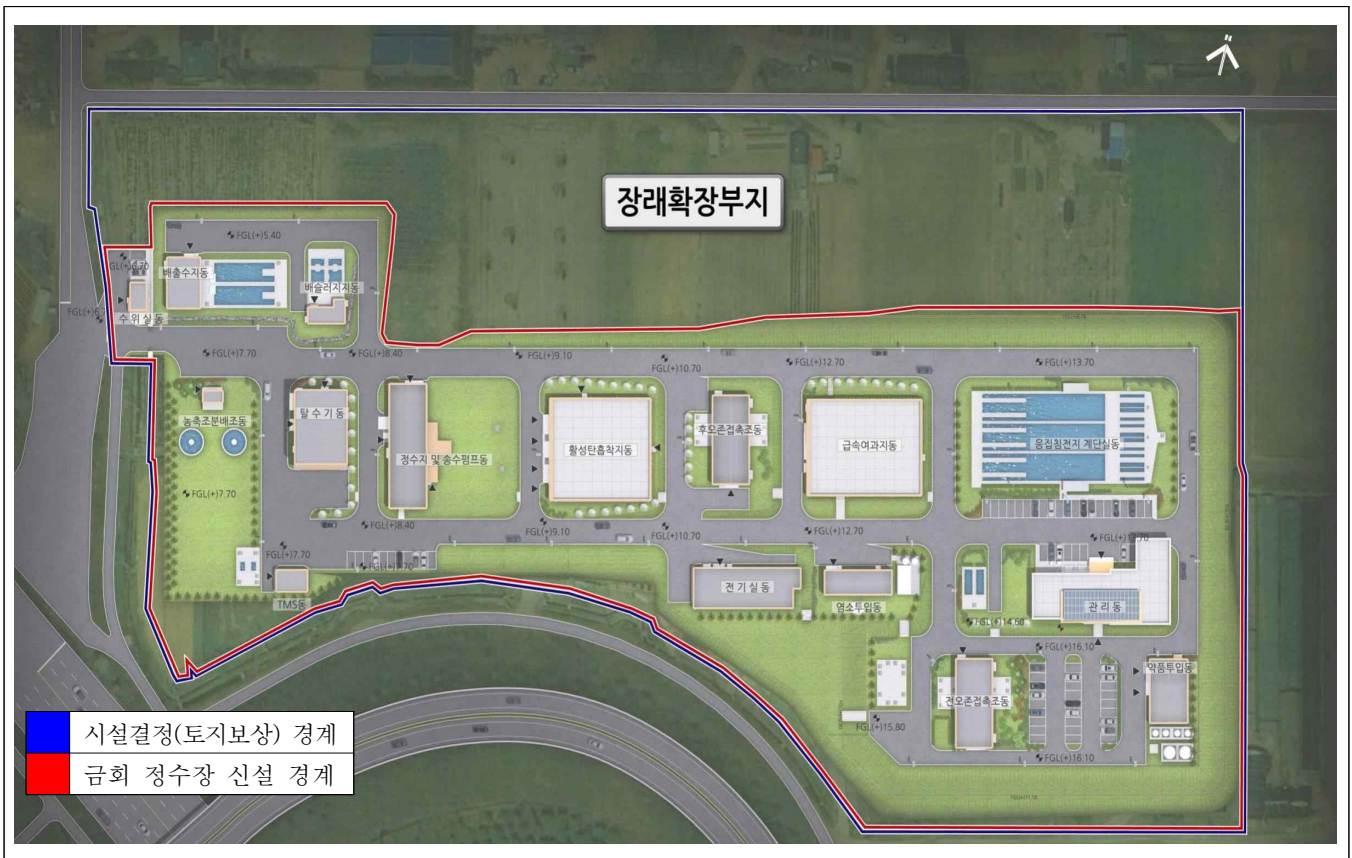 장래확장부지
FGL(+)5.40
FGL(+)6.70
배출수지동
배슬러지지동
수 위 실 동
FGL(+)7.70
FGL(+)8.40
FGL(+)9.10
FGL(+)10.70
FGL(+)12.70
FGL(+)13.70
농축조분배조동
탈 수 기 동
정수지 및 송수펌프동
활성탄흡착지동
후오존접촉조동
급속여과지동
응집침전지 계단실동
FGL(+)7.70
FGL(+)8.40
FGL(+)9.10
FGL(+)10.70
FGL(+)12.70
FGL(+)7.70
TMS동
전 기 실 동
염소투입동
관 리 동
FGL(+)14.60
FGL(+)16.10
전오존접촉조동
약품투입동
FGL(+)15.80
FGL(+)16.10
시설결정(토지보상) 경계
금회 정수장 신설 경계